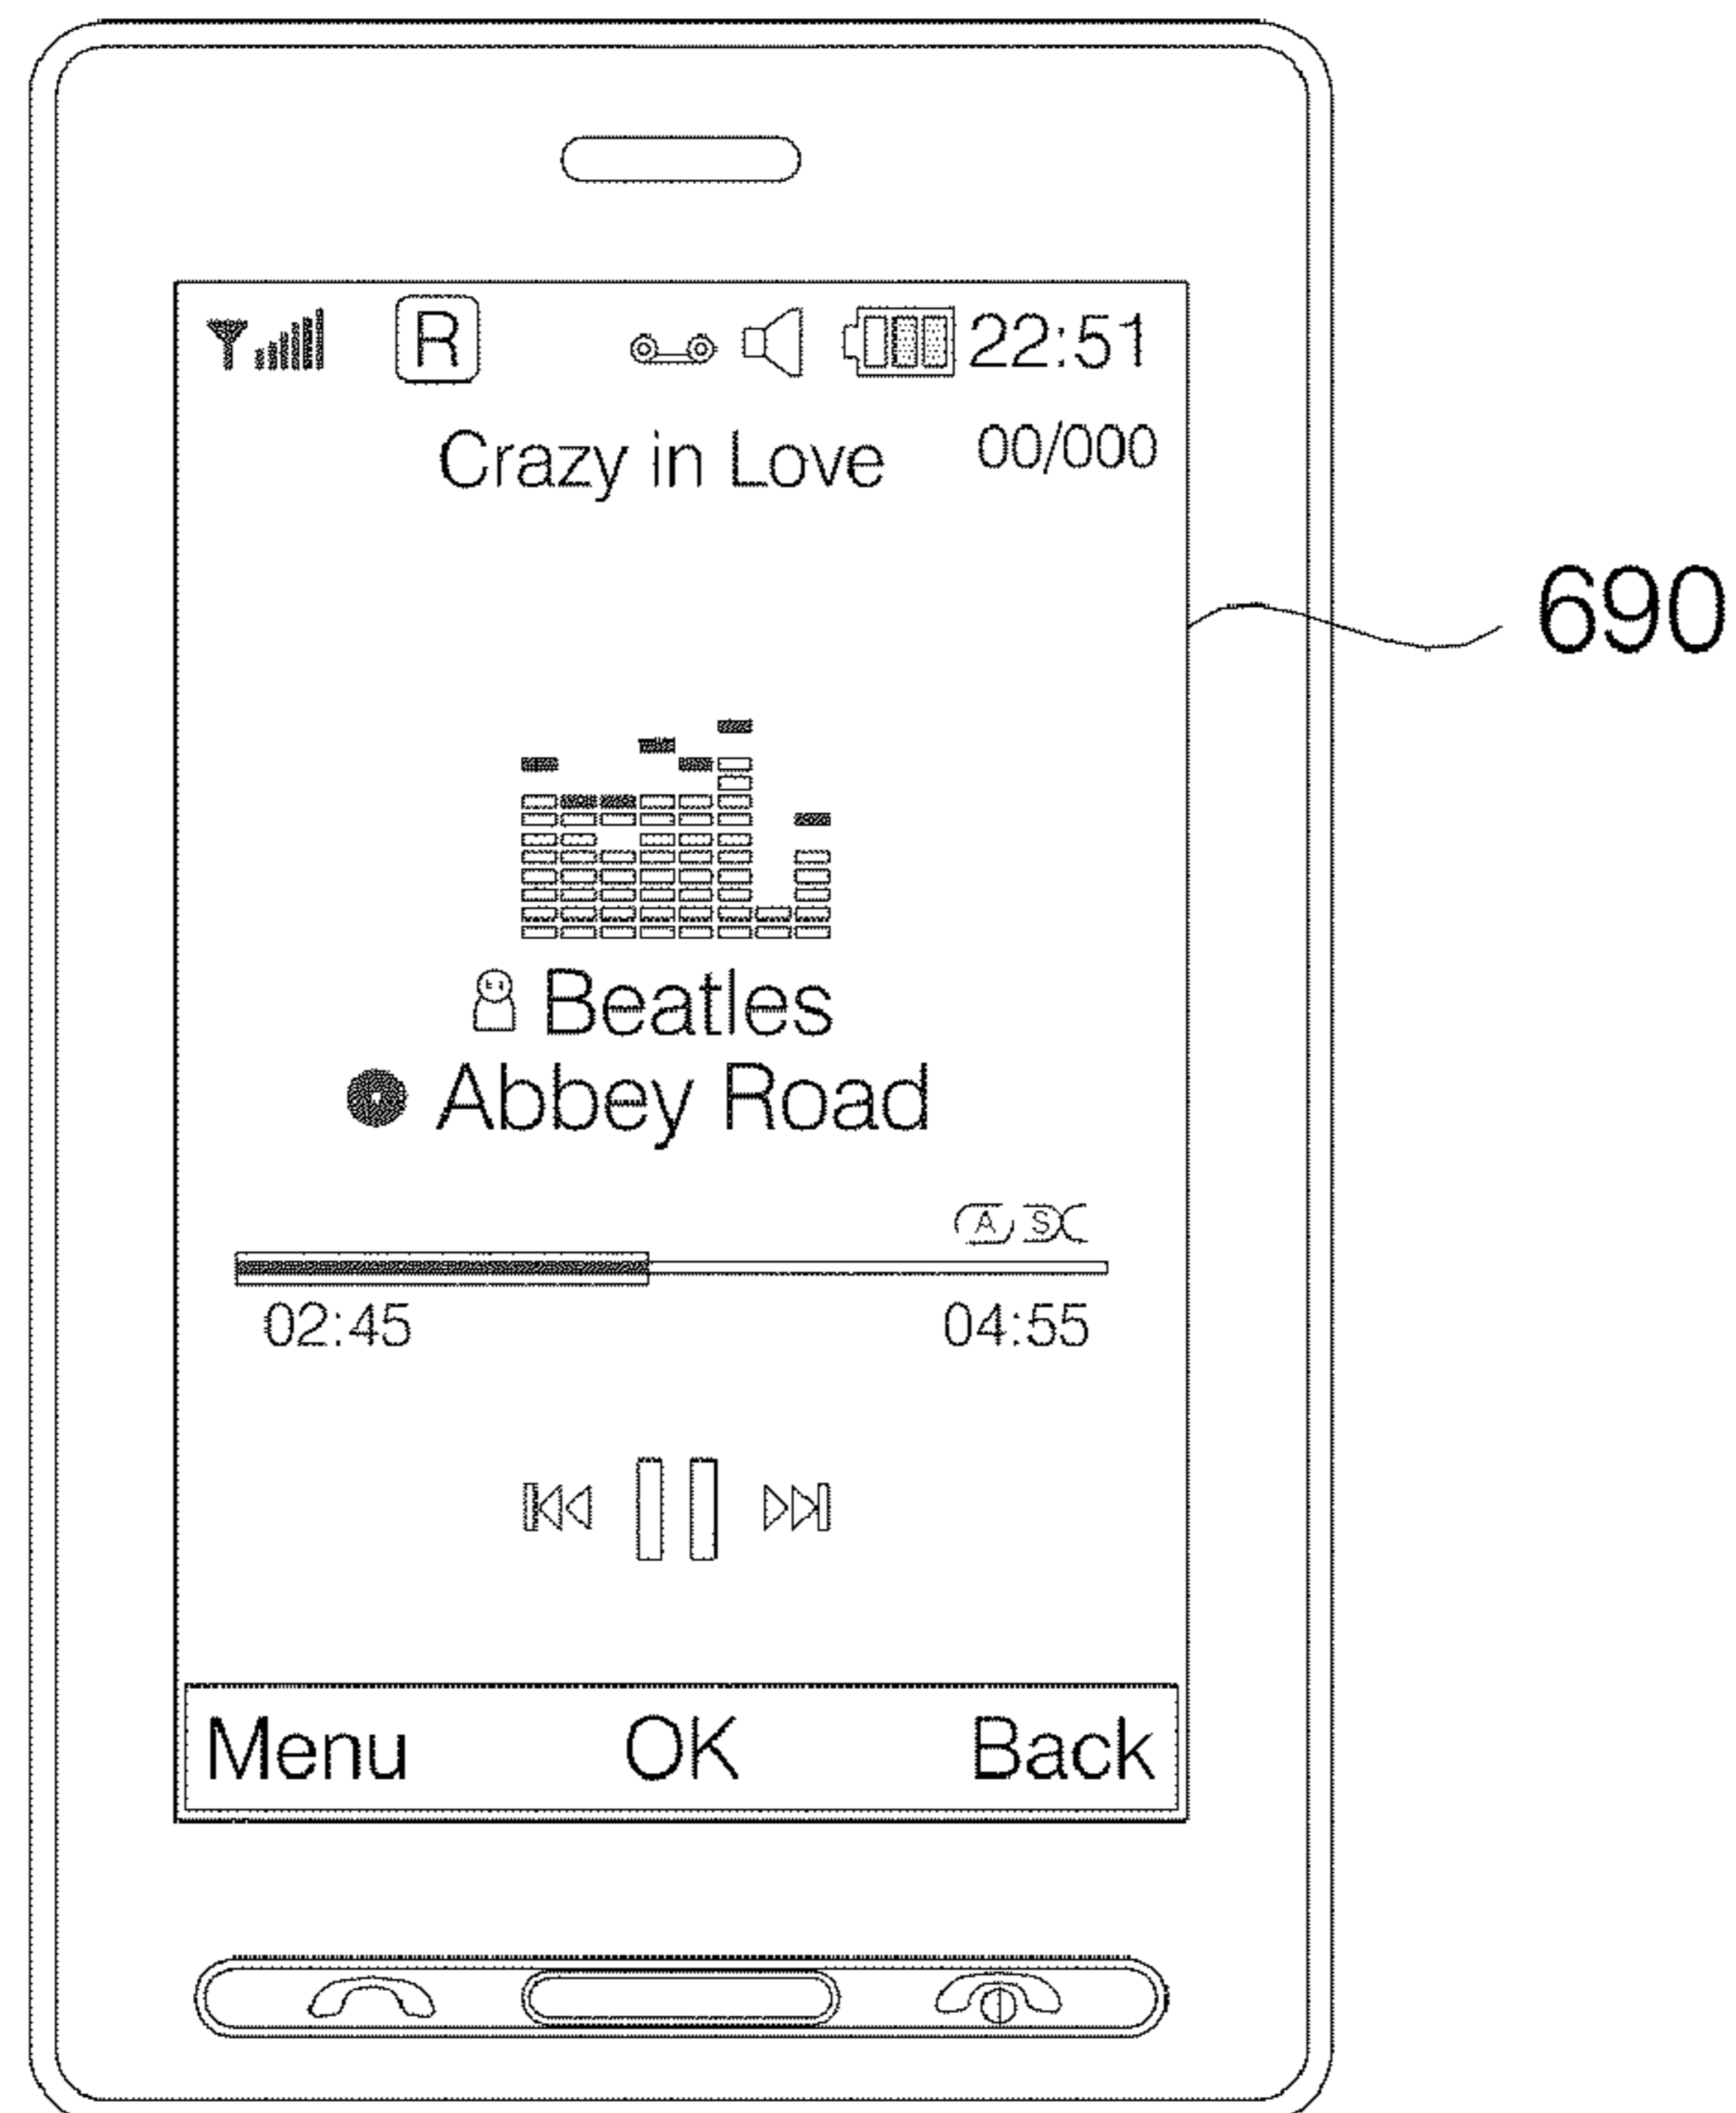 R 22:51
Crazy in Love 00/000
690
Beatles
Abbey Road
A S
02:45 04:55
Menu OK Back